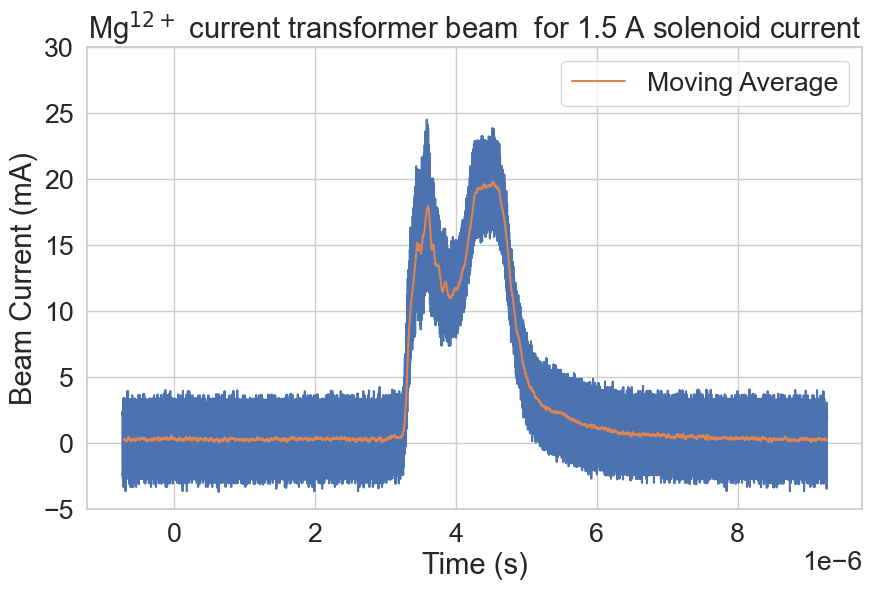 Mg¹²⁺ current transformer beam  for 1.5 A solenoid current
Moving Average
30
25
20
15
10
5
0
−5
Beam Current (mA)
0 2 4 6 8
1e−6
Time (s)